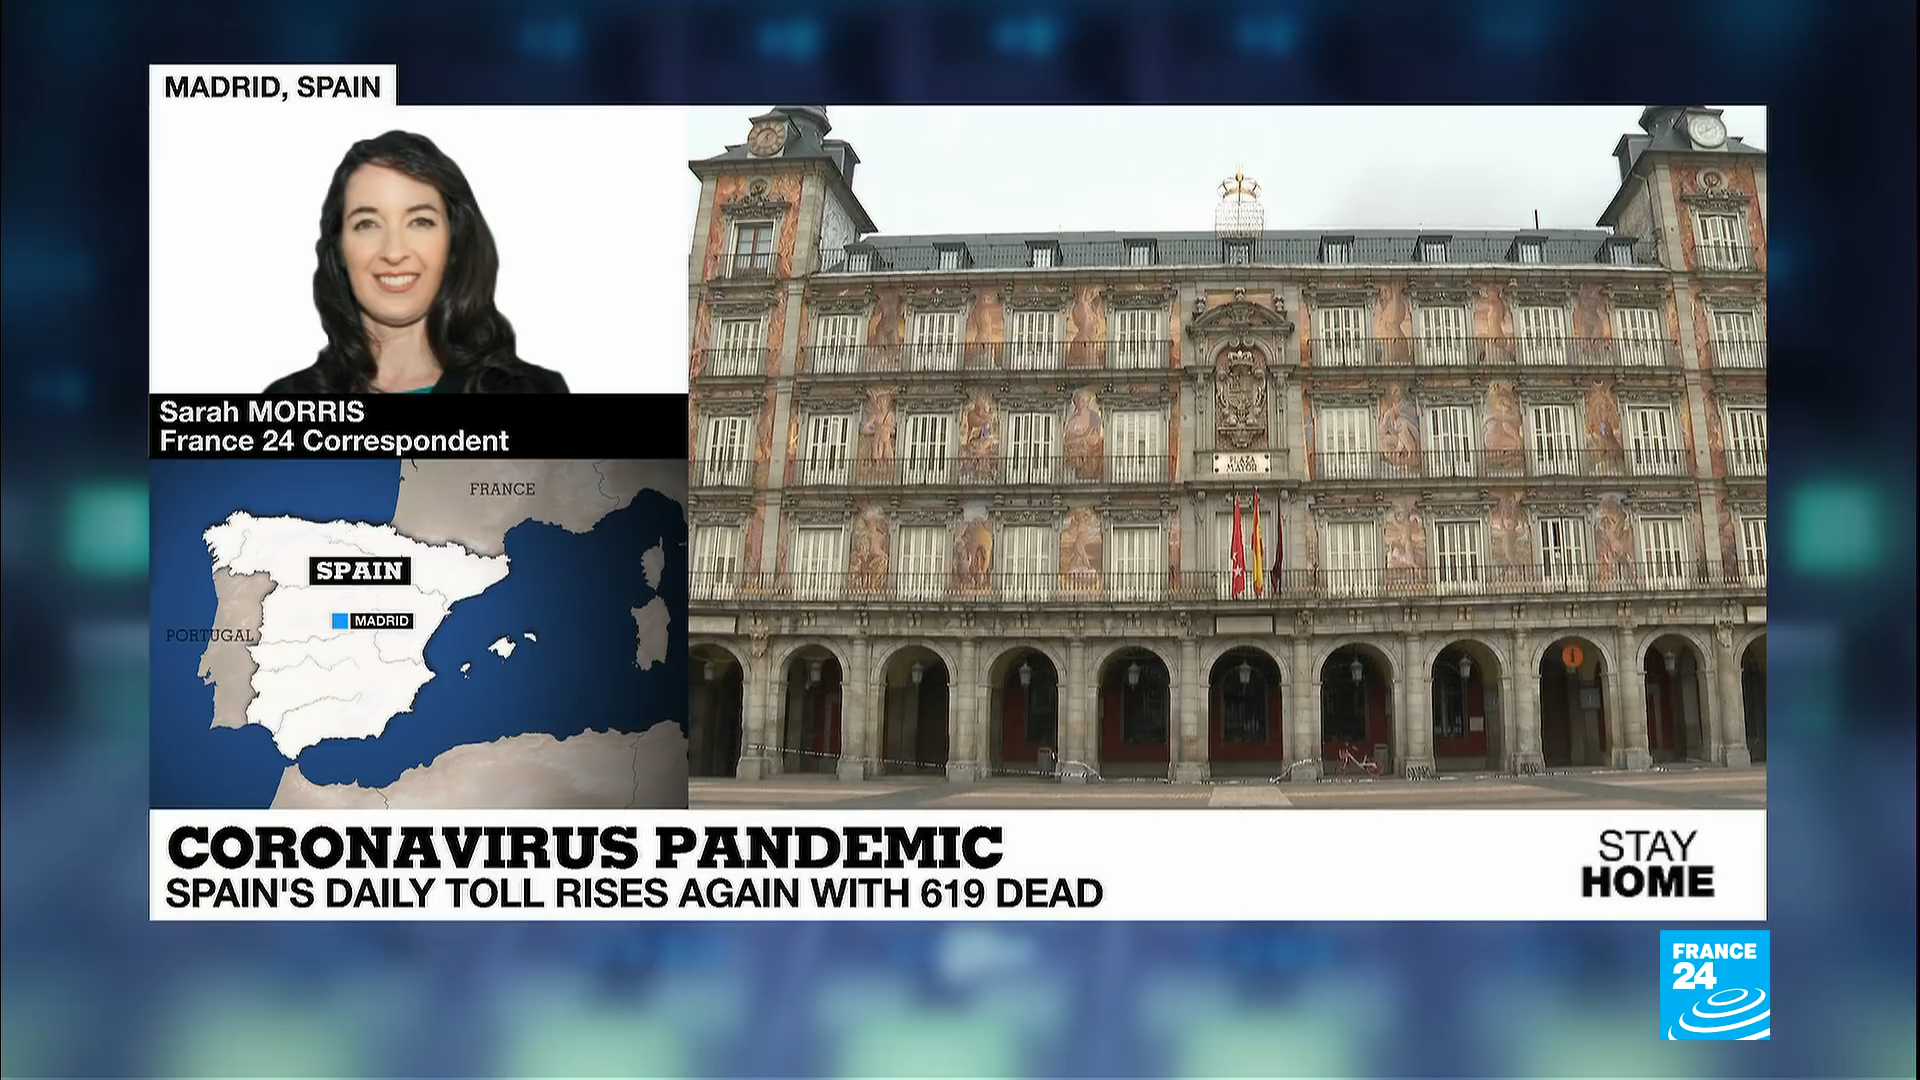 MADRID, SPAIN
Sarah MORRIS
France 24 Correspondent
FRANCE
SPAIN
MADRID
PORTUGAL
PLAZA
MAYOR
i
CORONAVIRUS PANDEMIC
SPAIN'S DAILY TOLL RISES AGAIN WITH 619 DEAD
STAY
HOME
FRANCE
24